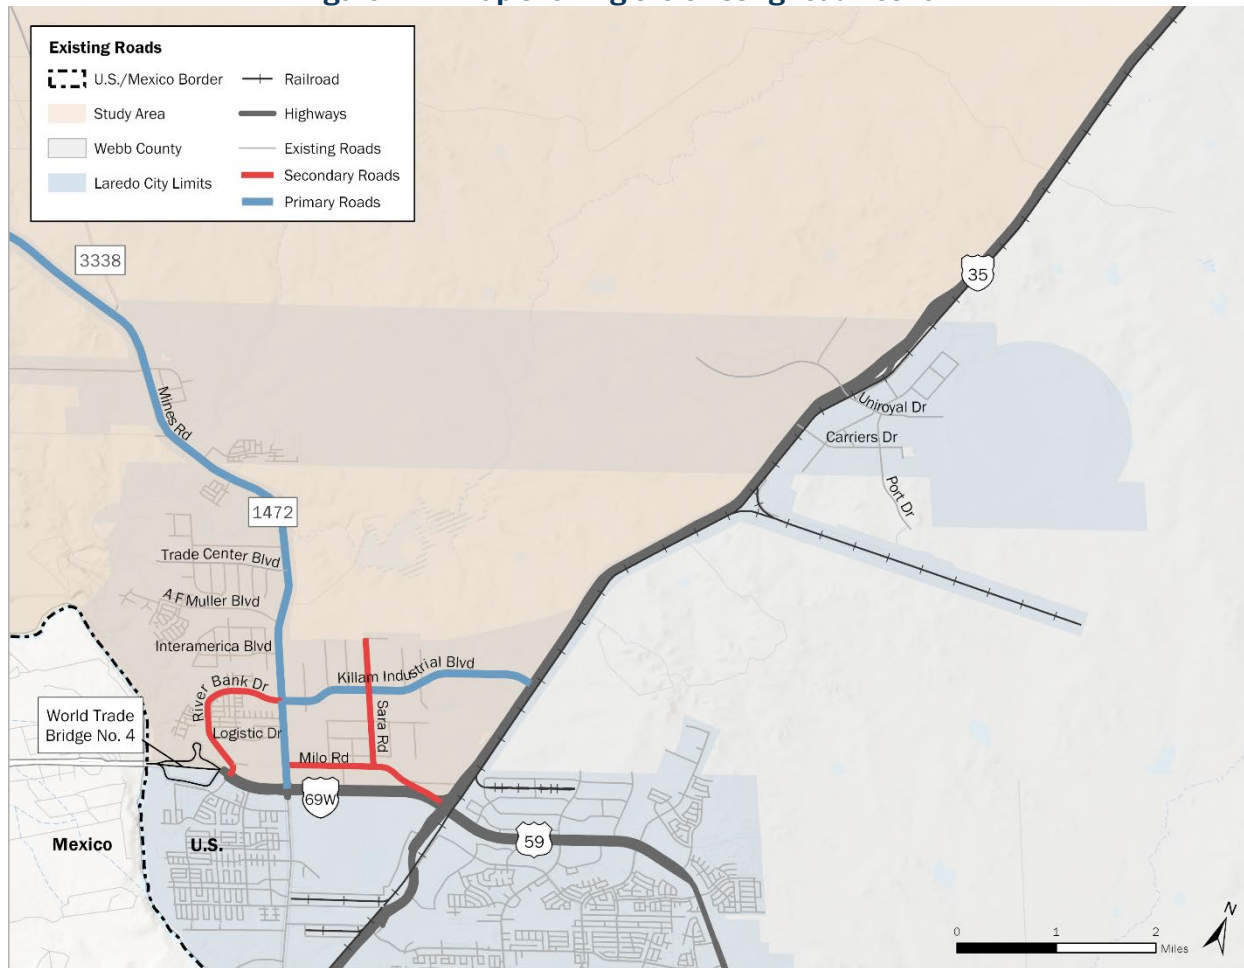 Existing Roads
U.S./Mexico Border
Railroad
Study Area
Highways
Webb County
Existing Roads
Laredo City Limits
Secondary Roads
Primary Roads
3338
35
Mines Rd
Uniroyal Dr
Carriers Dr
Port Dr
1472
Trade Center Blvd
A F Muller Blvd
Interamerica Blvd
Killam Industrial Blvd
River Bank Dr
Sara Rd
World Trade
Bridge No. 4
Logistic Dr
Milo Rd
69W
59
Mexico
U.S.
N
0 1 2
Miles